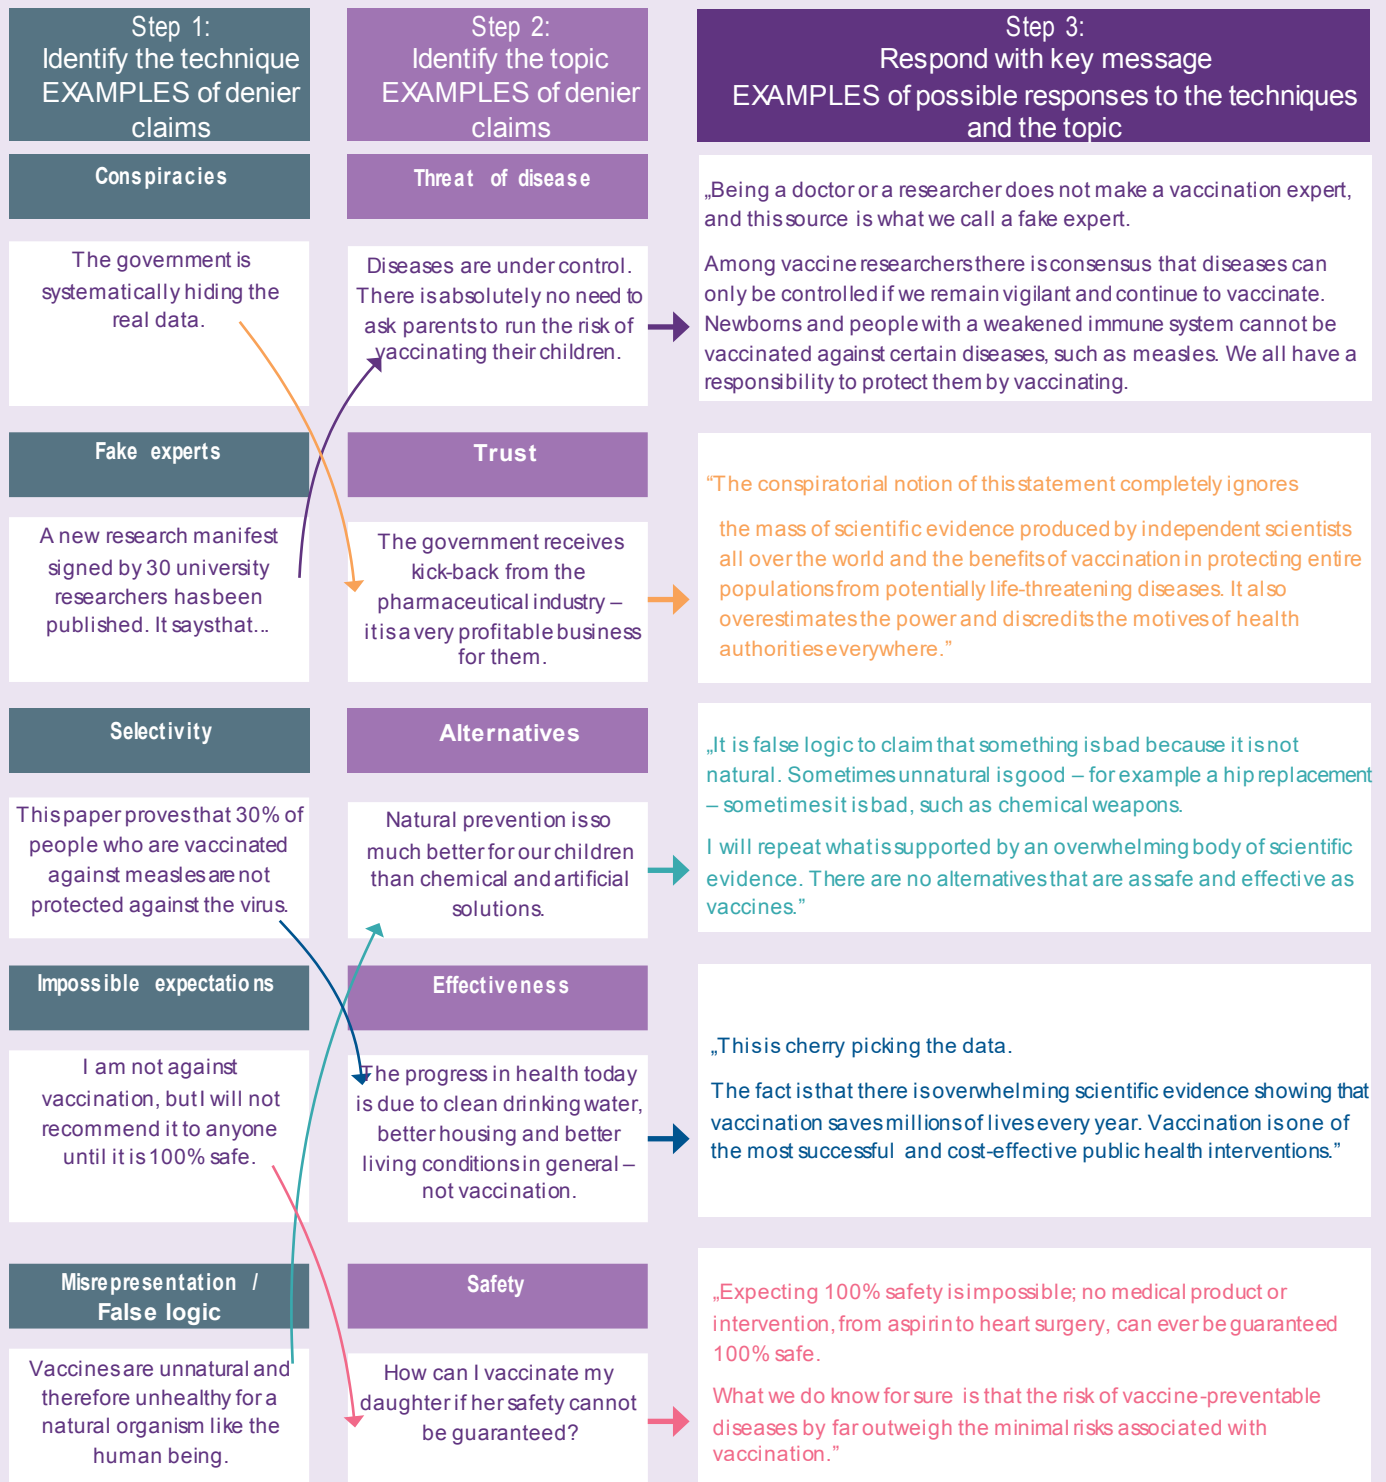 Step 1:
Identify the technique
EXAMPLES of denier
claims
Step 2:
Identify the topic
EXAMPLES of denier
claims
Step 3:
Respond with key message
EXAMPLES of possible responses to the techniques
and the topic
Conspiracies
Threat of disease
The government is
systematically hiding the
real data.
Diseases are under control.
There is absolutely no need to
ask parents to run the risk of
vaccinating their children.
„Being a doctor or a researcher does not make a vaccination expert,
and this source is what we call a fake expert.
Among vaccine researchers there is consensus that diseases can
only be controlled if we remain vigilant and continue to vaccinate.
Newborns and people with a weakened immune system cannot be
vaccinated against certain diseases, such as measles. We all have a
responsibility to protect them by vaccinating.
Fake experts
Trust
A new research manifest
signed by 30 university
researchers has been
published. It says that...
The government receives
kick-back from the
pharmaceutical industry –
it is a very profitable business
for them.
“The conspiratorial notion of this statement completely ignores
the mass of scientific evidence produced by independent scientists
all over the world and the benefits of vaccination in protecting entire
populations from potentially life-threatening diseases. It also
overestimates the power and discredits the motives of health
authorities everywhere.”
Selectivity
Alternatives
This paper proves that 30% of
people who are vaccinated
against measles are not
protected against the virus.
Natural prevention is so
much better for our children
than chemical and artificial
solutions.
„It is false logic to claim that something is bad because it is not
natural. Sometimes unnatural is good – for example a hip replacement
– sometimes it is bad, such as chemical weapons.
I will repeat what is supported by an overwhelming body of scientific
evidence. There are no alternatives that are as safe and effective as
vaccines.”
Impossible expectations
Effectiveness
I am not against
vaccination, but I will not
recommend it to anyone
until it is 100% safe.
The progress in health today
is due to clean drinking water,
better housing and better
living conditions in general –
not vaccination.
„This is cherry picking the data.
The fact is that there is overwhelming scientific evidence showing that
vaccination saves millions of lives every year. Vaccination is one of
the most successful and cost-effective public health interventions.”
Misrepresentation /
False logic
Safety
Vaccines are unnatural and
therefore unhealthy for a
natural organism like the
human being.
How can I vaccinate my
daughter if her safety cannot
be guaranteed?
„Expecting 100% safety is impossible; no medical product or
intervention, from aspirin to heart surgery, can ever be guaranteed
100% safe.
What we do know for sure is that the risk of vaccine-preventable
diseases by far outweigh the minimal risks associated with
vaccination.”